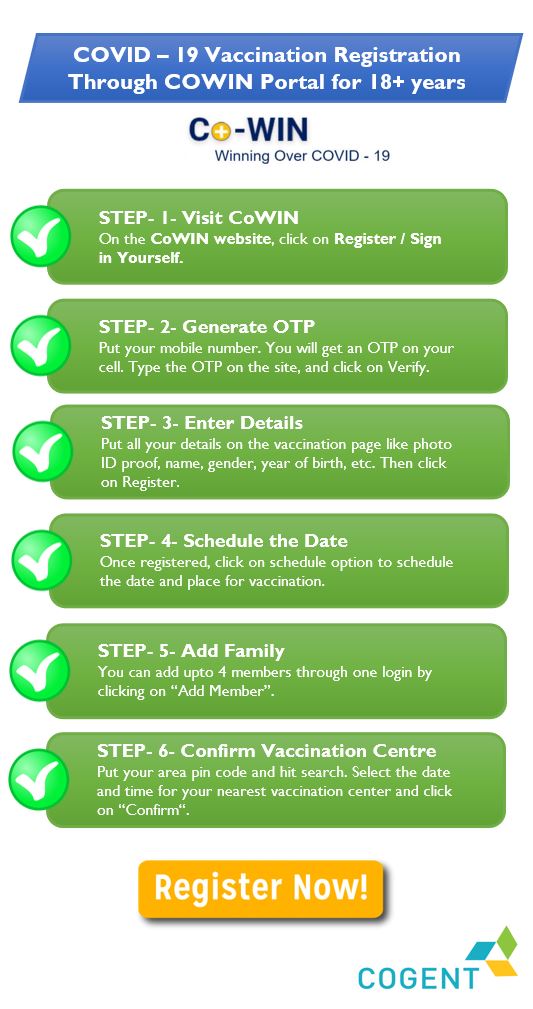 COVID – 19 Vaccination Registration
Through COWIN Portal for 18+ years
Co-WIN
Winning Over COVID - 19
STEP- 1- Visit CoWIN
On the CoWIN website, click on Register / Sign
in Yourself.
STEP- 2- Generate OTP
Put your mobile number. You will get an OTP on your
cell. Type the OTP on the site, and click on Verify.
STEP- 3- Enter Details
Put all your details on the vaccination page like photo
ID proof, name, gender, year of birth, etc. Then click
on Register.
STEP- 4- Schedule the Date
Once registered, click on schedule option to schedule
the date and place for vaccination.
STEP- 5- Add Family
You can add upto 4 members through one login by
clicking on “Add Member”.
STEP- 6- Confirm Vaccination Centre
Put your area pin code and hit search. Select the date
and time for your nearest vaccination center and click
on “Confirm“.
Register Now!
COGENT